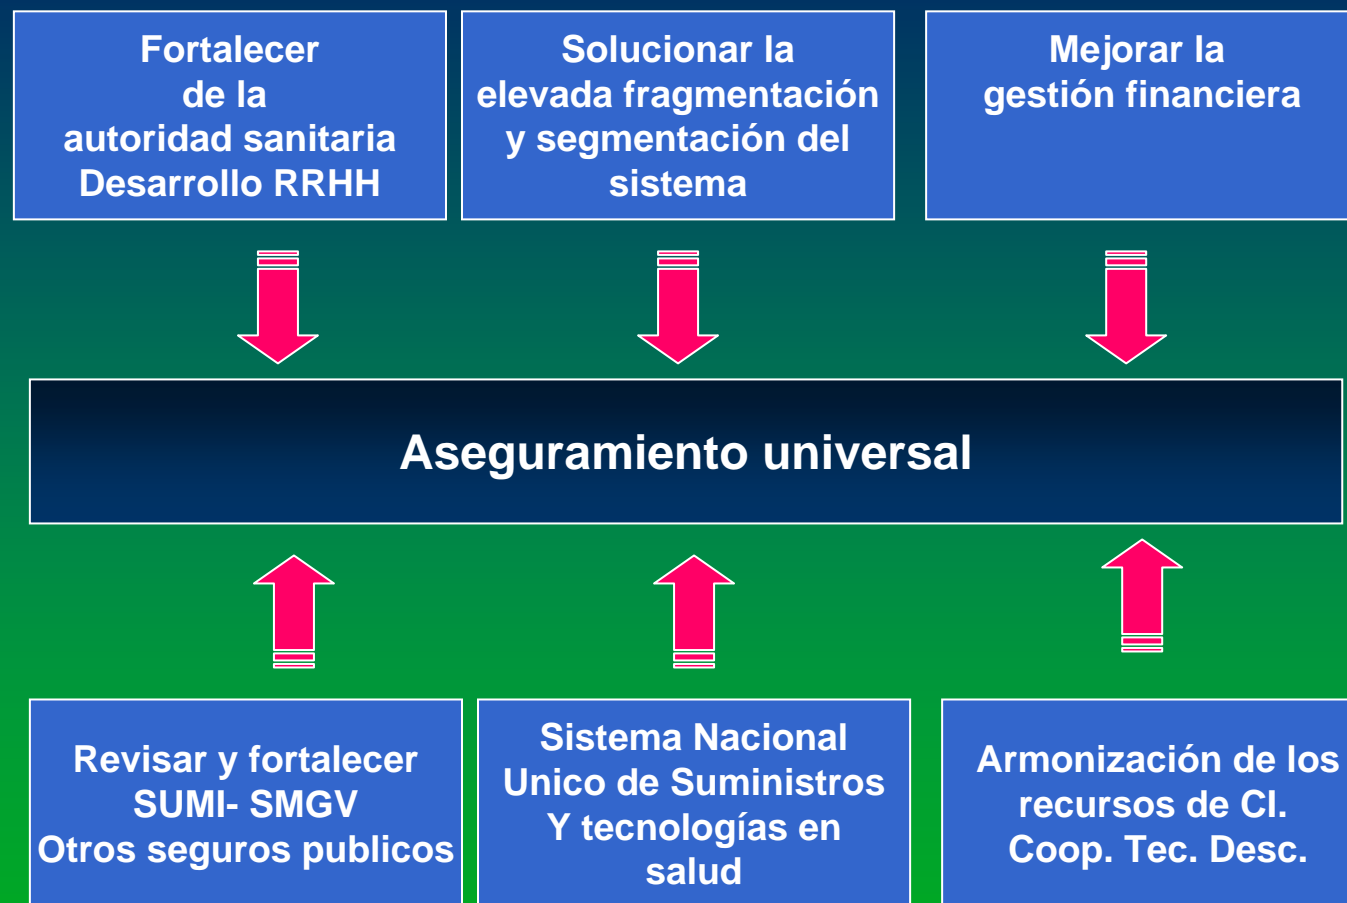 Fortalecer
de la
autoridad sanitaria
Desarrollo RRHH
Solucionar la
elevada fragmentación
y segmentación del
sistema
Mejorar la
gestión financiera
Aseguramiento universal
Revisar y fortalecer
SUMI- SMGV
Otros seguros publicos
Sistema Nacional
Unico de Suministros
Y tecnologías en
salud
Armonización de los
recursos de CI.
Coop. Tec. Desc.